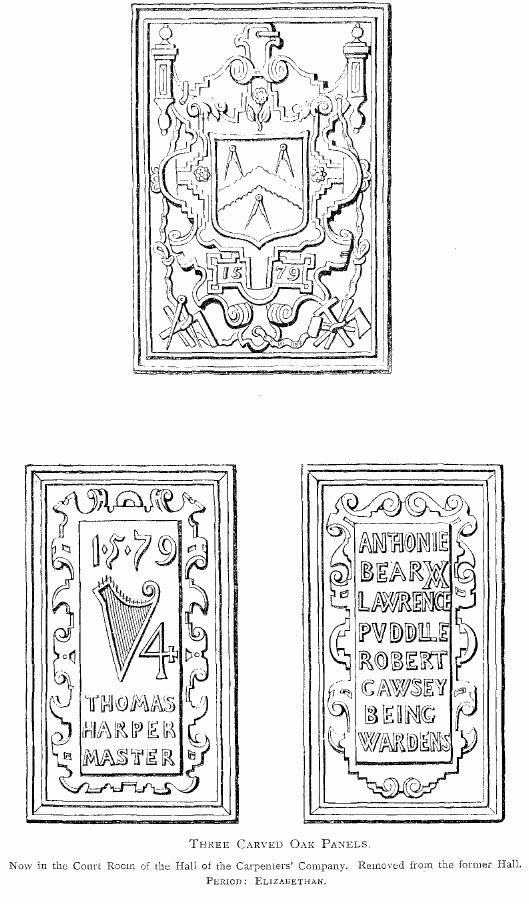 15 79
1·5·79
4
THOMAS
HARPER
MASTER
ANTHONIE
BEARX
LAWRENCE
PVDDLLE
ROBERT
CAWSEY
BEING
WARDENS
THREE CARVED OAK PANELS.
Now in the Court Room of the Hall of the Carpenters' Company. Removed from the former Hall.
PERIOD: ELIZABETHAN.